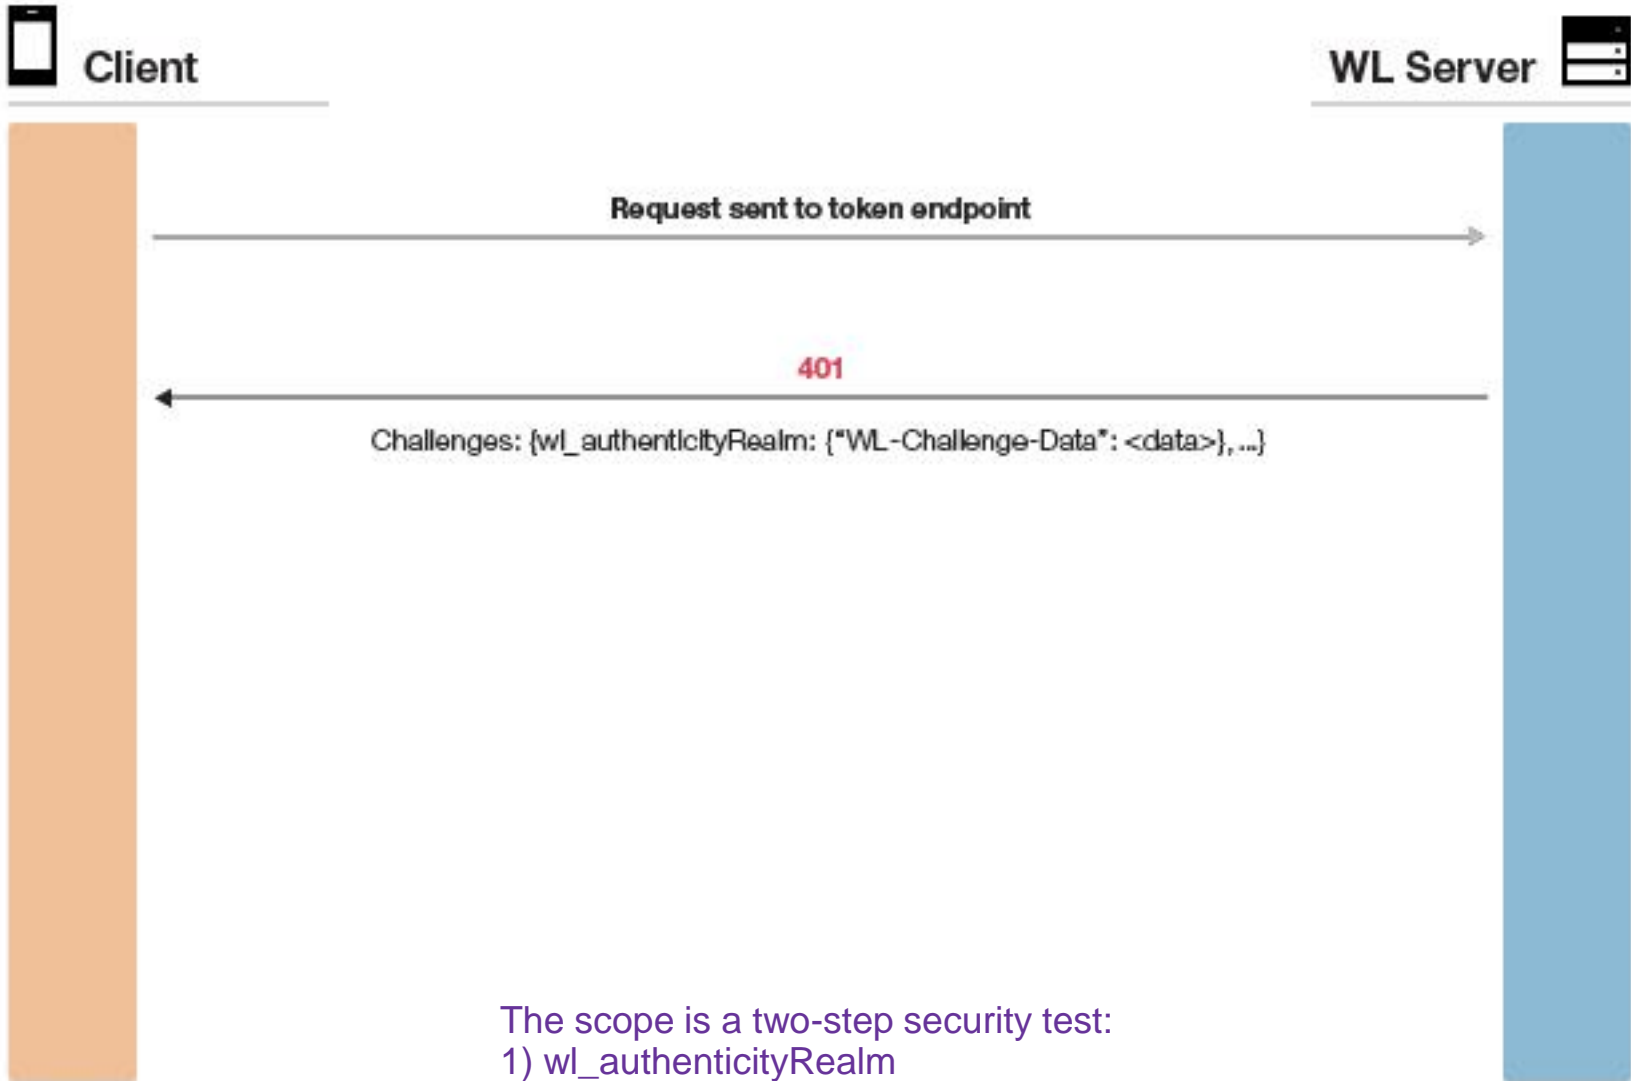 Client
WL Server
Request sent to token endpoint
401
Challenges: {wl_authenticityRealm: {"WL-Challenge-Data": <data>}, ...}
The scope is a two-step security test:
1) wl_authenticityRealm